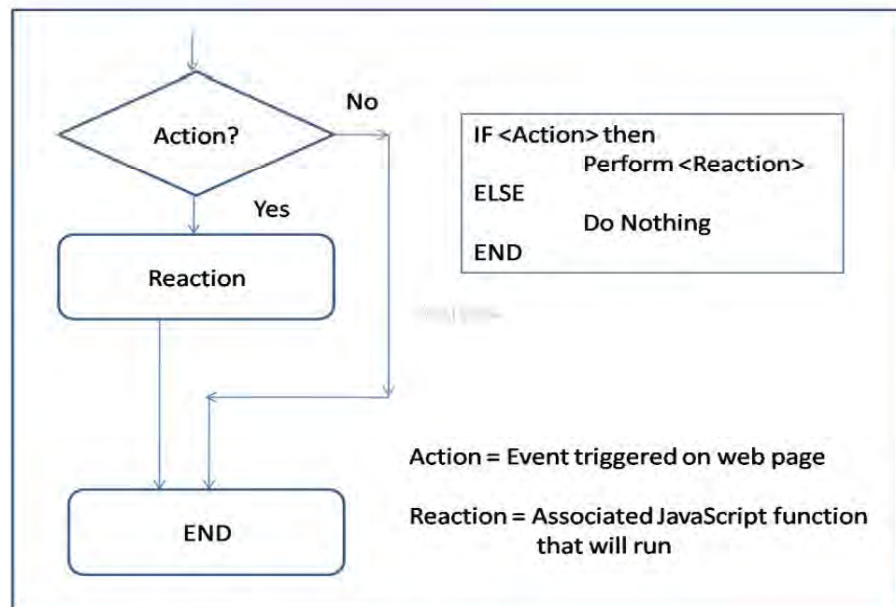 Action?
No
Yes
Reaction
END
IF <Action> then
Perform <Reaction>
ELSE
Do Nothing
END
Action = Event triggered on web page
Reaction = Associated JavaScript function
that will run